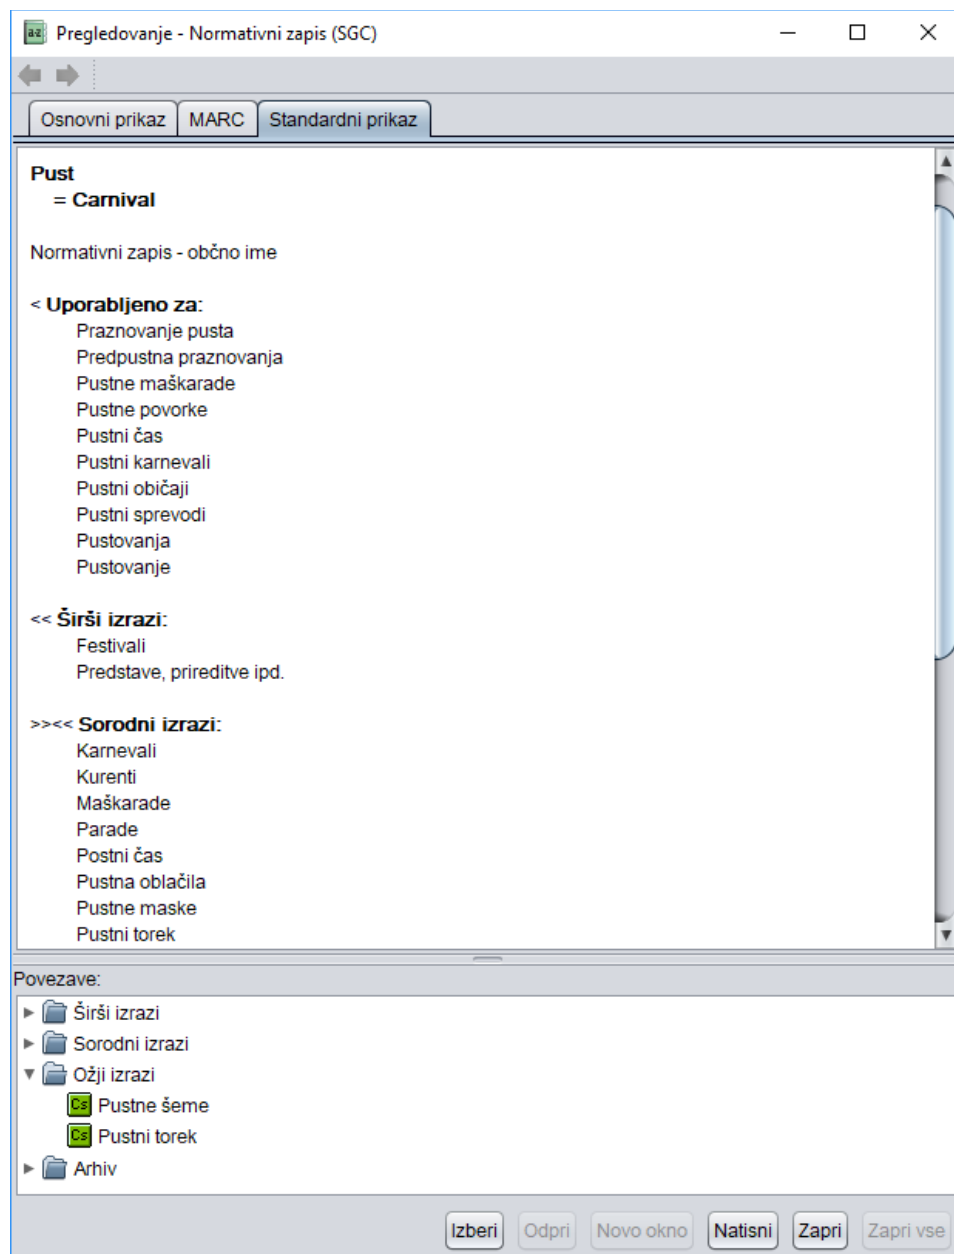 a-z Pregledovanje - Normativni zapis (SGC)
Osnovni prikaz MARC Standardni prikaz
Pust
= Carnival
Normativni zapis - občno ime
< Uporabljeno za:
Praznovanje pusta
Predpustna praznovanja
Pustne maškarade
Pustne povorke
Pustni čas
Pustni karnevali
Pustni običaji
Pustni sprevodi
Pustovanja
Pustovanje
<< Širši izrazi:
Festivali
Predstave, prireditve ipd.
>><< Sorodni izrazi:
Karnevali
Kurenti
Maškarade
Parade
Postni čas
Pustna oblačila
Pustne maske
Pustni torek
Povezave:
Širši izrazi
Sorodni izrazi
Ožji izrazi
Cs Pustne šeme
Cs Pustni torek
Arhiv
Izberi Odpri Novo okno Natisni Zapri Zapri vse